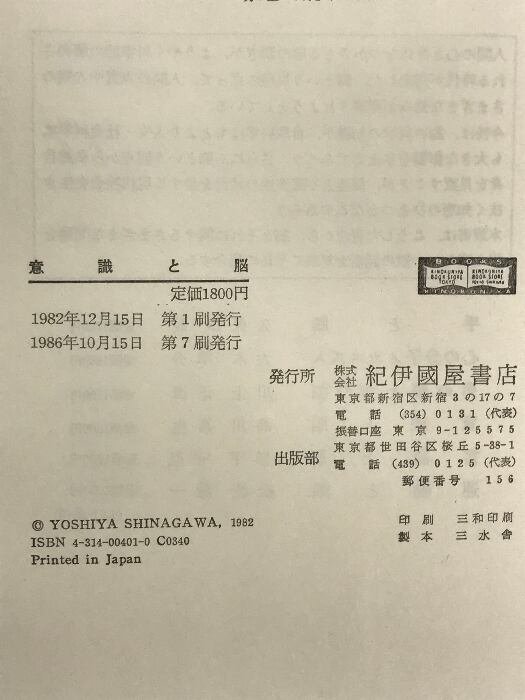 意識と脳
定価1800円
1982年12月15日 第1刷発行
1986年10月15日 第7刷発行
BOOKS
KINOKUNIYA BOOK STORE TOKYO
KINOKUNIYA BOOK STORE
KINOKUNIYA
発行所 株式会社 紀伊國屋書店
東京都新宿区新宿3の17の7
電話 (354) 0131 (代表)
振替口座 東京 9-125575
出版部 東京都世田谷区桜丘5-38-1
電話 (439) 0125 (代表)
郵便番号 156
© YOSHIYA SHINAGAWA, 1982
ISBN 4-314-00401-0 C0340
Printed in Japan
印刷 三和印刷
製本 三水舎